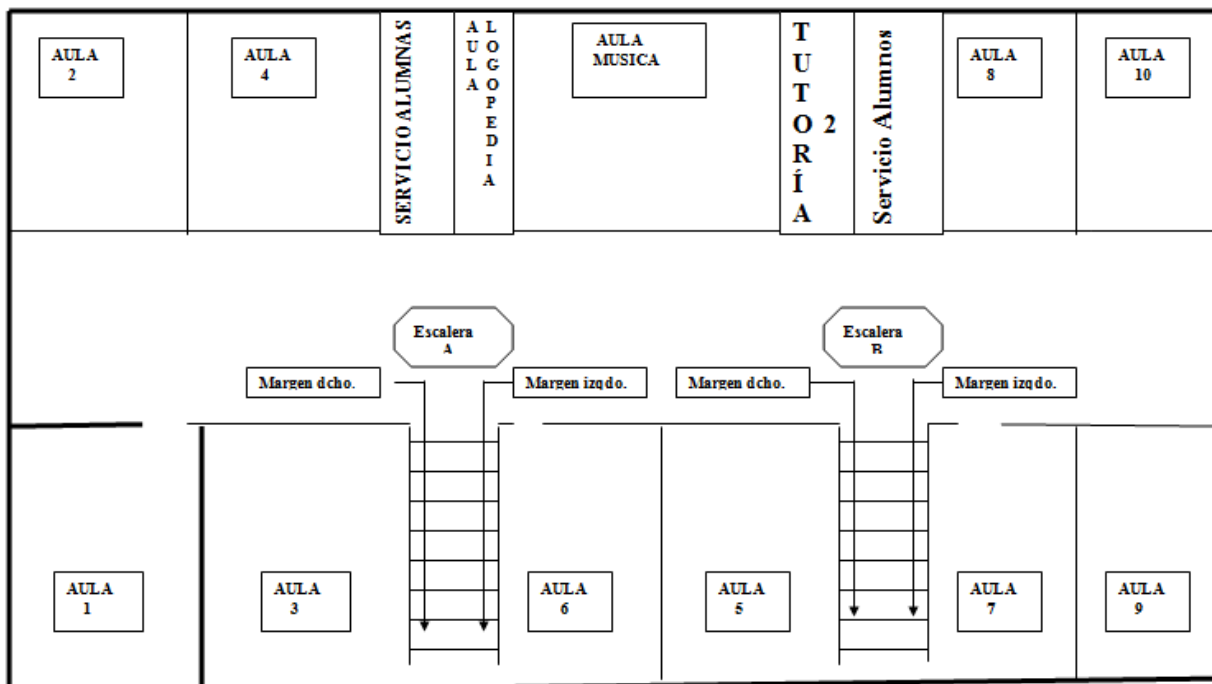 AULA
2
AULA
4
SERVICIO ALUMNAS
AULA
LOGOPEDIA
AULA
MUSICA
TUTORÍA
2
Servicio Alumnos
AULA
8
AULA
10
Escalera
A
Escalera
B
Margen dcho.
Margen izqdo.
Margen dcho.
Margen izqdo.
AULA
1
AULA
3
AULA
6
AULA
5
AULA
7
AULA
9